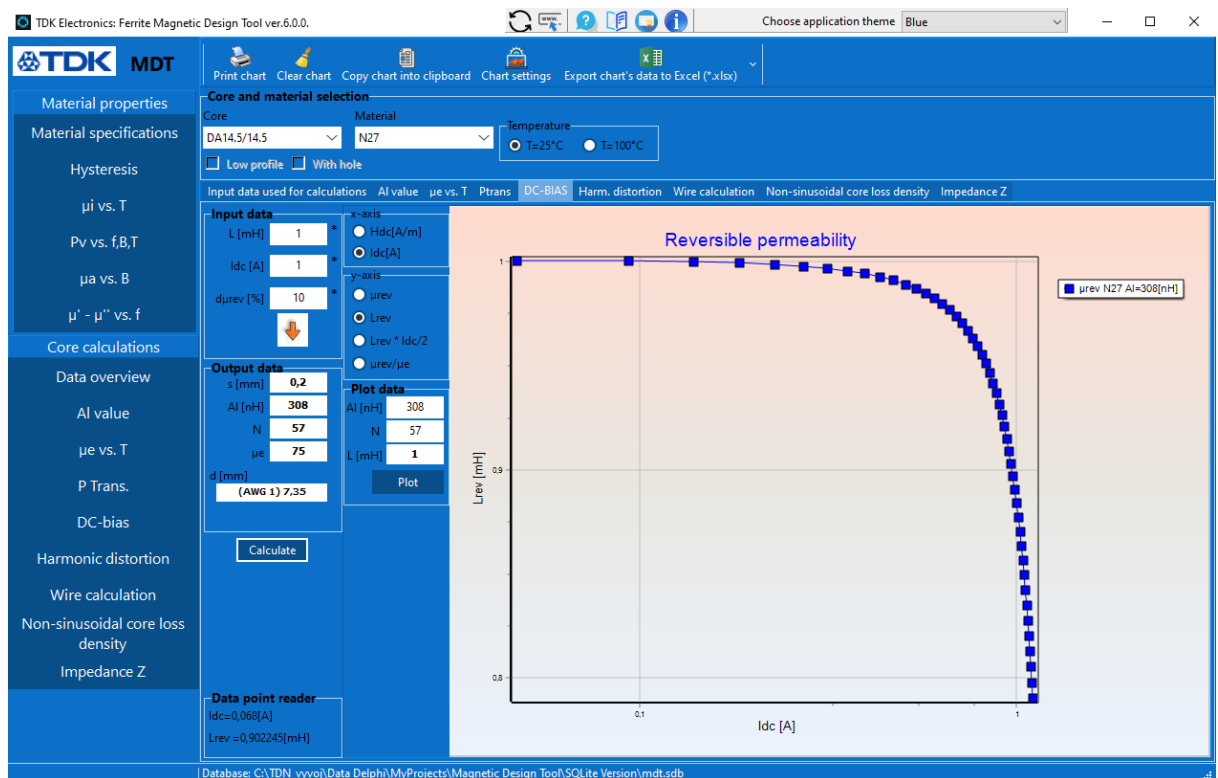 TDK Electronics: Ferrite Magnetic Design Tool ver.6.0.0.
www.
Choose application theme Blue
TDK MDT
Print chart Clear chart Copy chart into clipboard Chart settings Export chart's data to Excel (*.xlsx)
Material properties
Material specifications
Hysteresis
µi vs. T
Pv vs. f,B,T
µa vs. B
µ' - µ'' vs. f
Core calculations
Data overview
Al value
µe vs. T
P Trans.
DC-bias
Harmonic distortion
Wire calculation
Non-sinusoidal core loss
density
Impedance Z
Core and material selection
Core Material
DA14.5/14.5 N27
Temperature
T=25°C T=100°C
Low profile With hole
Input data used for calculations Al value µe vs. T Ptrans DC-BIAS Harm. distortion Wire calculation Non-sinusoidal core loss density Impedance Z
Input data
L [mH] 1 *
Idc [A] 1 *
dµrev [%] 10 *
Output data
s [mm] 0,2
Al [nH] 308
N 57
µe 75
d [mm]
(AWG 1) 7,35
Calculate
x-axis
Hdc[A/m]
Idc[A]
y-axis
µrev
Lrev
Lrev * Idc/2
µrev/µe
Plot data
Al [nH] 308
N 57
L [mH] 1
Plot
Data point reader
Idc=0,068[A]
Lrev =0,902245[mH]
Reversible permeability
µrev N27 Al=308[nH]
1
0,9
0,8
Lrev [mH]
0,1
1
Idc [A]
Database: C:\TDN_vyvoj\Data Delphi\MyProjects\Magnetic Design Tool\SQLite Version\mdt.sdb